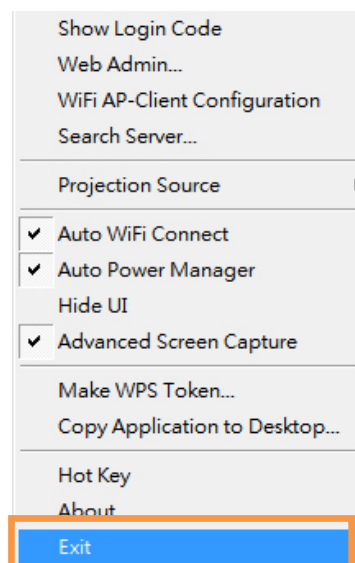 Show Login Code
Web Admin...
WiFi AP-Client Configuration
Search Server...
Projection Source
Auto WiFi Connect
Auto Power Manager
Hide UI
Advanced Screen Capture
Make WPS Token...
Copy Application to Desktop...
Hot Key
About
Exit